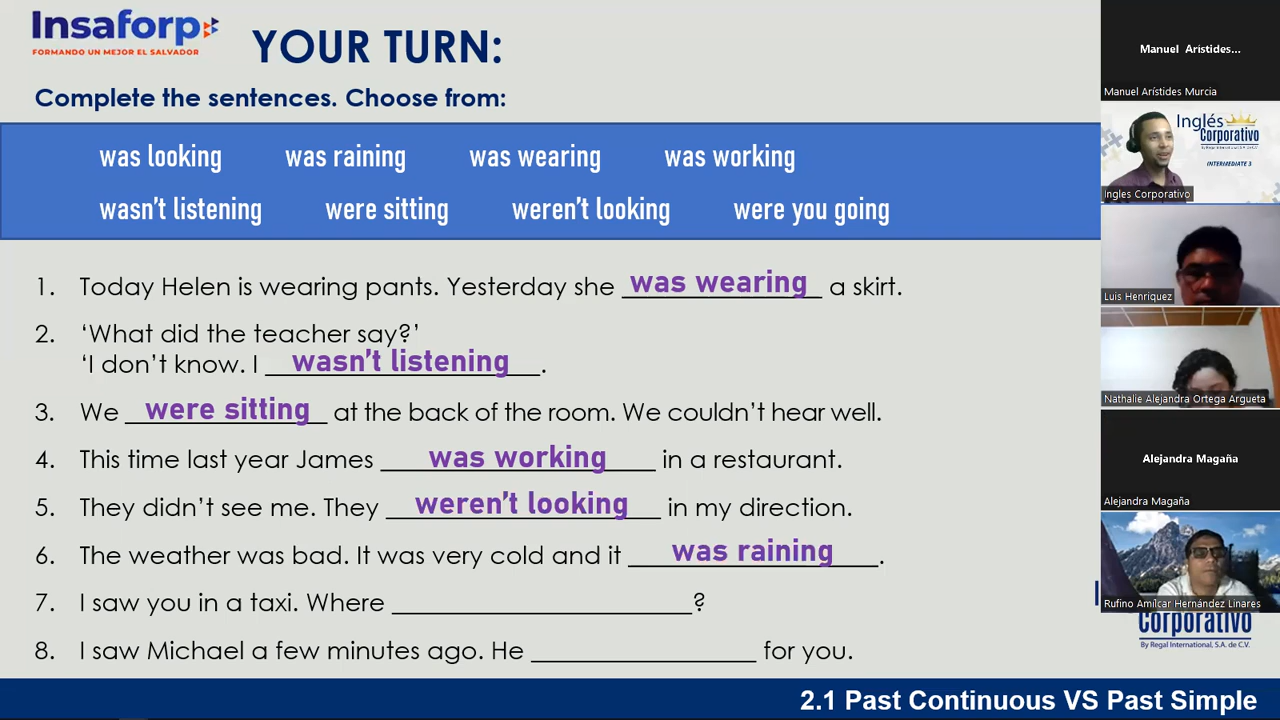 Insaforp
FORMANDO UN MEJOR EL SALVADOR
YOUR TURN:
Complete the sentences. Choose from:
was looking was raining was wearing was working
wasn't listening were sitting weren't looking were you going
1. Today Helen is wearing pants. Yesterday she was wearing a skirt.
2. ‘What did the teacher say?’
‘I don’t know. I wasn’t listening.
3. We were sitting at the back of the room. We couldn’t hear well.
4. This time last year James was working in a restaurant.
5. They didn’t see me. They weren’t looking in my direction.
6. The weather was bad. It was very cold and it was raining.
7. I saw you in a taxi. Where ____________________?
8. I saw Michael a few minutes ago. He _______________ for you.
2.1 Past Continuous VS Past Simple
Manuel Arístides...
Manuel Arístides Murcia
Inglés
Corporativo
By Regal International, S.A. de C.V.
INTERMEDIATE 3
Ingles Corporativo
Luis Henriquez
Nathalie Alejandra Ortega Argueta
Alejandra Magaña
Alejandra Magaña
Rufino Amílcar Hernández Linares
Corporativo
By Regal International, S.A. de C.V.